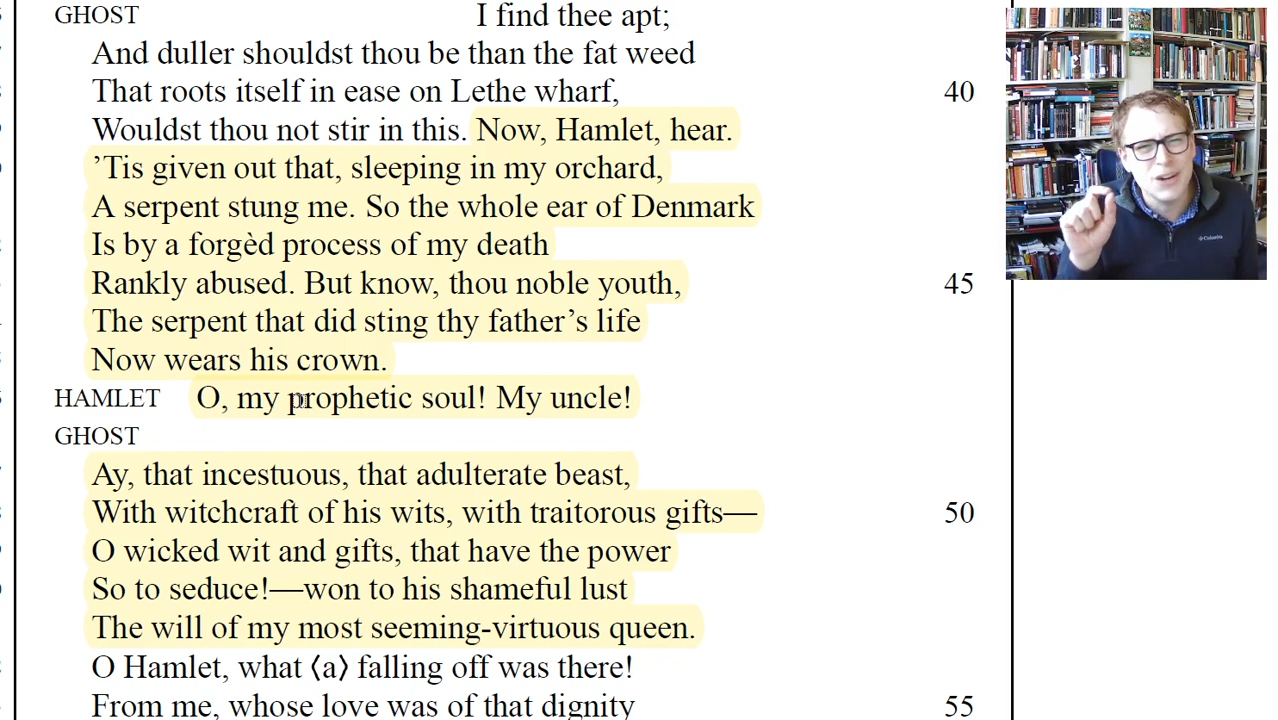 GHOST I find thee apt;
And duller shouldst thou be than the fat weed
That roots itself in ease on Lethe wharf, 40
Wouldst thou not stir in this. Now, Hamlet, hear.
’Tis given out that, sleeping in my orchard,
A serpent stung me. So the whole ear of Denmark
Is by a forgèd process of my death
Rankly abused. But know, thou noble youth, 45
The serpent that did sting thy father’s life
Now wears his crown.
HAMLET O, my prophetic soul! My uncle!
GHOST
Ay, that incestuous, that adulterate beast,
With witchcraft of his wits, with traitorous gifts— 50
O wicked wit and gifts, that have the power
So to seduce!—won to his shameful lust
The will of my most seeming-virtuous queen.
O Hamlet, what ⟨a⟩ falling off was there!
From me, whose love was of that dignity 55
Columbia